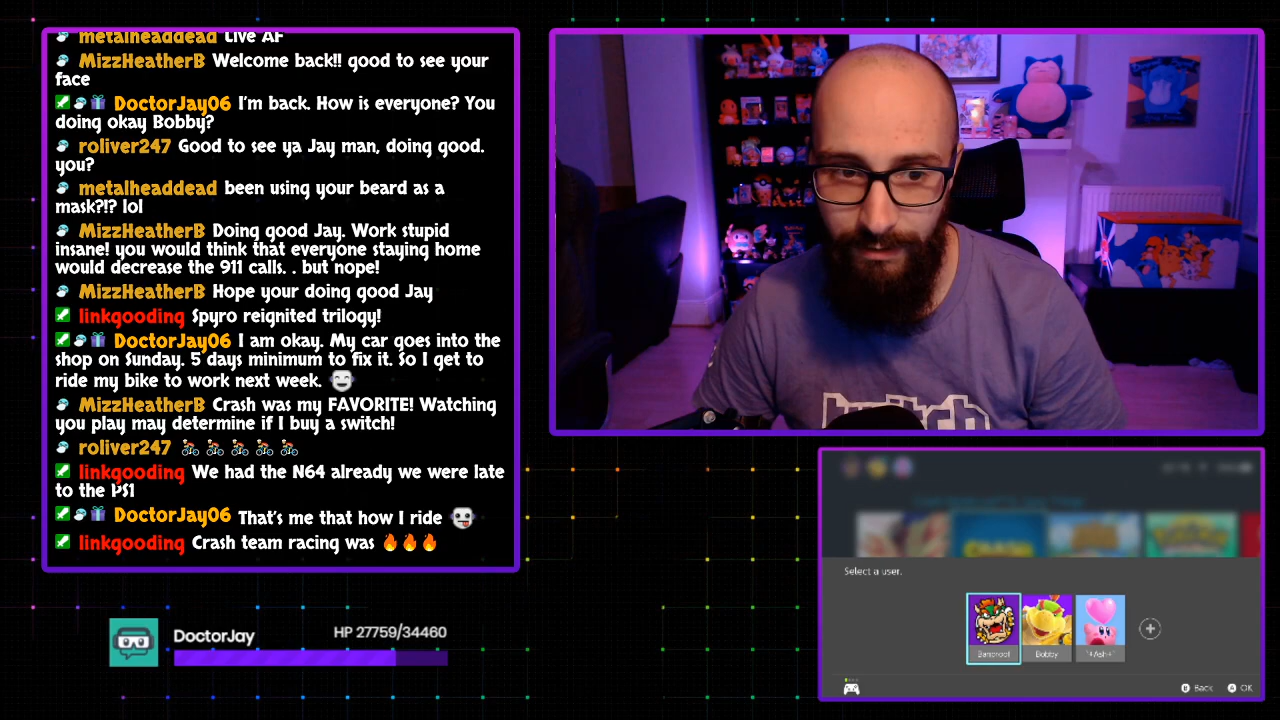 metalheaddead Live AF
MizzHeatherB Welcome back!! good to see your
face
DoctorJay06 I'm back. How is everyone? You
doing okay Bobby?
roliver247 Good to see ya Jay man, doing good.
you?
metalheaddead been using your beard as a
mask?!? lol
MizzHeatherB Doing good Jay. Work stupid
insane! you would think that everyone staying home
would decrease the 911 calls. . but nope!
MizzHeatherB Hope your doing good Jay
linkgooding Spyro reignited trilogy!
DoctorJay06 I am okay. My car goes into the
shop on Sunday. 5 days minimum to fix it. So I get to
ride my bike to work next week.
MizzHeatherB Crash was my FAVORITE! Watching
you play may determine if I buy a switch!
roliver247
linkgooding We had the N64 already we were late
to the PS1
DoctorJay06 That's me that how I ride
linkgooding Crash team racing was
twitch
DoctorJay HP 27759/34460
Select a user.
Bobby
Back OK